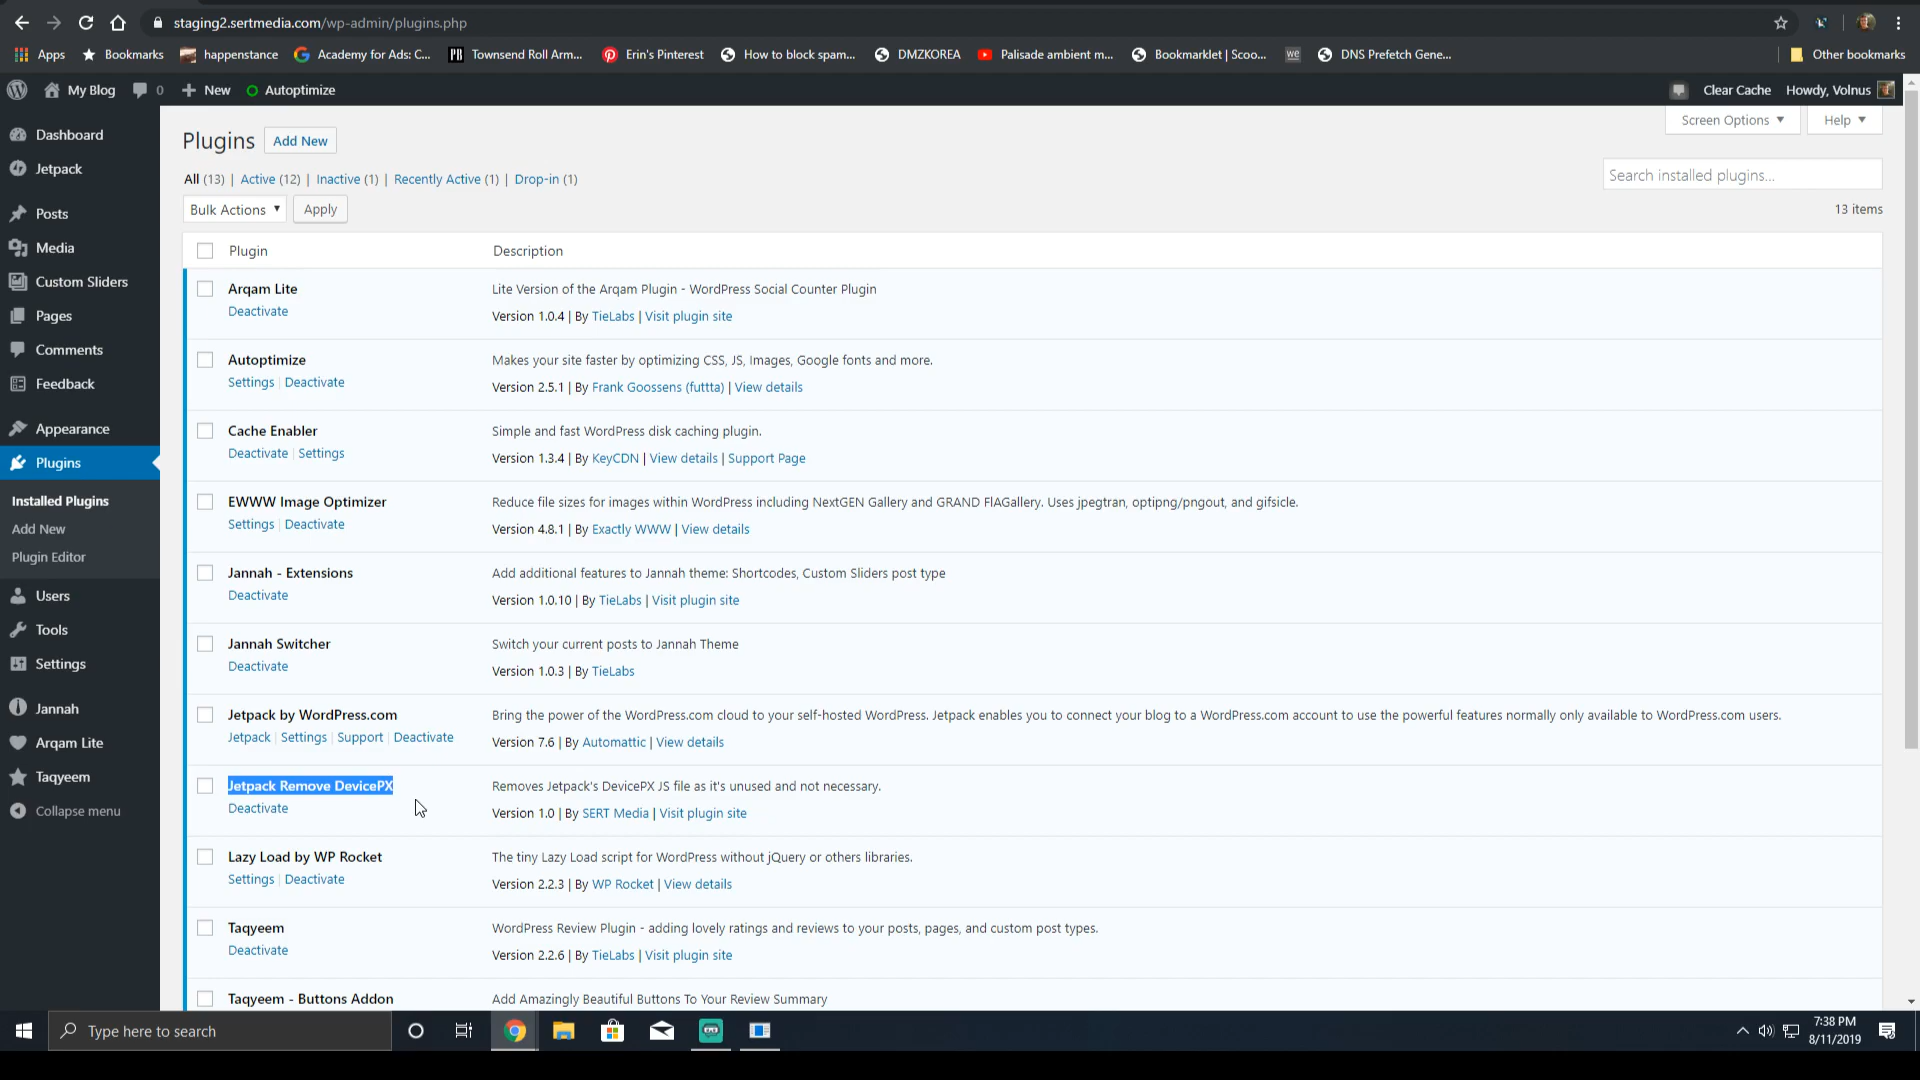 staging2.sertmedia.com/wp-admin/plugins.php
Apps Bookmarks happenstance Academy for Ads: C... Townsend Roll Arm... Erin's Pinterest How to block spam... DMZKOREA Palisade ambient m... Bookmarklet | Scoo... we DNS Prefetch Gene... Other bookmarks
My Blog 0 New Autoptimize Clear Cache Howdy, Volnus
Screen Options Help
Dashboard
Jetpack
Posts
Media
Custom Sliders
Pages
Comments
Feedback
Appearance
Plugins
Installed Plugins
Add New
Plugin Editor
Users
Tools
Settings
Jannah
Arqam Lite
Taqyeem
Collapse menu
Plugins Add New
All (13) | Active (12) | Inactive (1) | Recently Active (1) | Drop-in (1)
Search installed plugins...
Bulk Actions Apply
13 items
Plugin Description
Arqam Lite
Deactivate
Lite Version of the Arqam Plugin - WordPress Social Counter Plugin
Version 1.0.4 | By TieLabs | Visit plugin site
Autoptimize
Settings | Deactivate
Makes your site faster by optimizing CSS, JS, Images, Google fonts and more.
Version 2.5.1 | By Frank Goossens (futtta) | View details
Cache Enabler
Deactivate | Settings
Simple and fast WordPress disk caching plugin.
Version 1.3.4 | By KeyCDN | View details | Support Page
EWWW Image Optimizer
Settings | Deactivate
Reduce file sizes for images within WordPress including NextGEN Gallery and GRAND FlAGallery. Uses jpegtran, optipng/pngout, and gifsicle.
Version 4.8.1 | By Exactly WWW | View details
Jannah - Extensions
Deactivate
Add additional features to Jannah theme: Shortcodes, Custom Sliders post type
Version 1.0.10 | By TieLabs | Visit plugin site
Jannah Switcher
Deactivate
Switch your current posts to Jannah Theme
Version 1.0.3 | By TieLabs
Jetpack by WordPress.com
Jetpack | Settings | Support | Deactivate
Bring the power of the WordPress.com cloud to your self-hosted WordPress. Jetpack enables you to connect your blog to a WordPress.com account to use the powerful features normally only available to WordPress.com users.
Version 7.6 | By Automattic | View details
Jetpack Remove DevicePX
Deactivate
Removes Jetpack's DevicePX JS file as it's unused and not necessary.
Version 1.0 | By SERT Media | Visit plugin site
Lazy Load by WP Rocket
Settings | Deactivate
The tiny Lazy Load script for WordPress without jQuery or others libraries.
Version 2.2.3 | By WP Rocket | View details
Taqyeem
Deactivate
WordPress Review Plugin - adding lovely ratings and reviews to your posts, pages, and custom post types.
Version 2.2.6 | By TieLabs | Visit plugin site
Taqyeem - Buttons Addon
Add Amazingly Beautiful Buttons To Your Review Summary
Type here to search
7:38 PM
8/11/2019